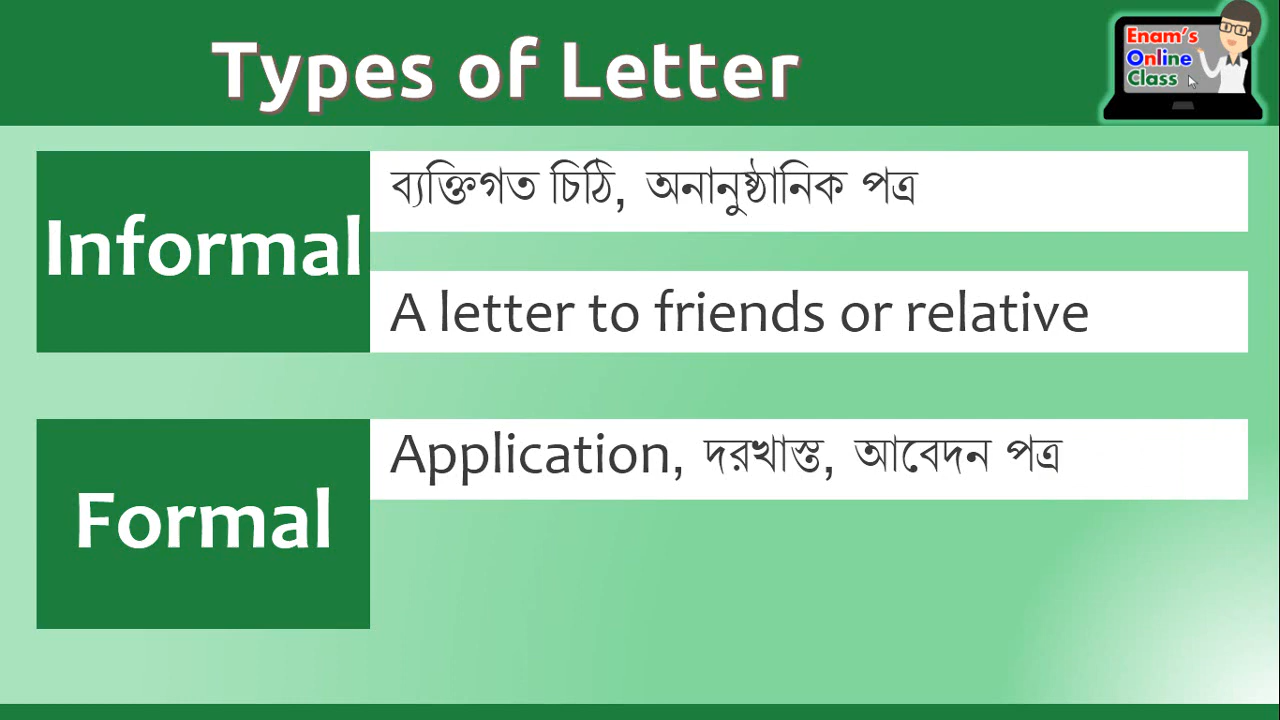 Types of Letter
Enam's
Online
Class
Informal
ব্যক্তিগত চিঠি, অনানুষ্ঠানিক পত্র
A letter to friends or relative
Formal
Application, দরখাস্ত, আবেদন পত্র